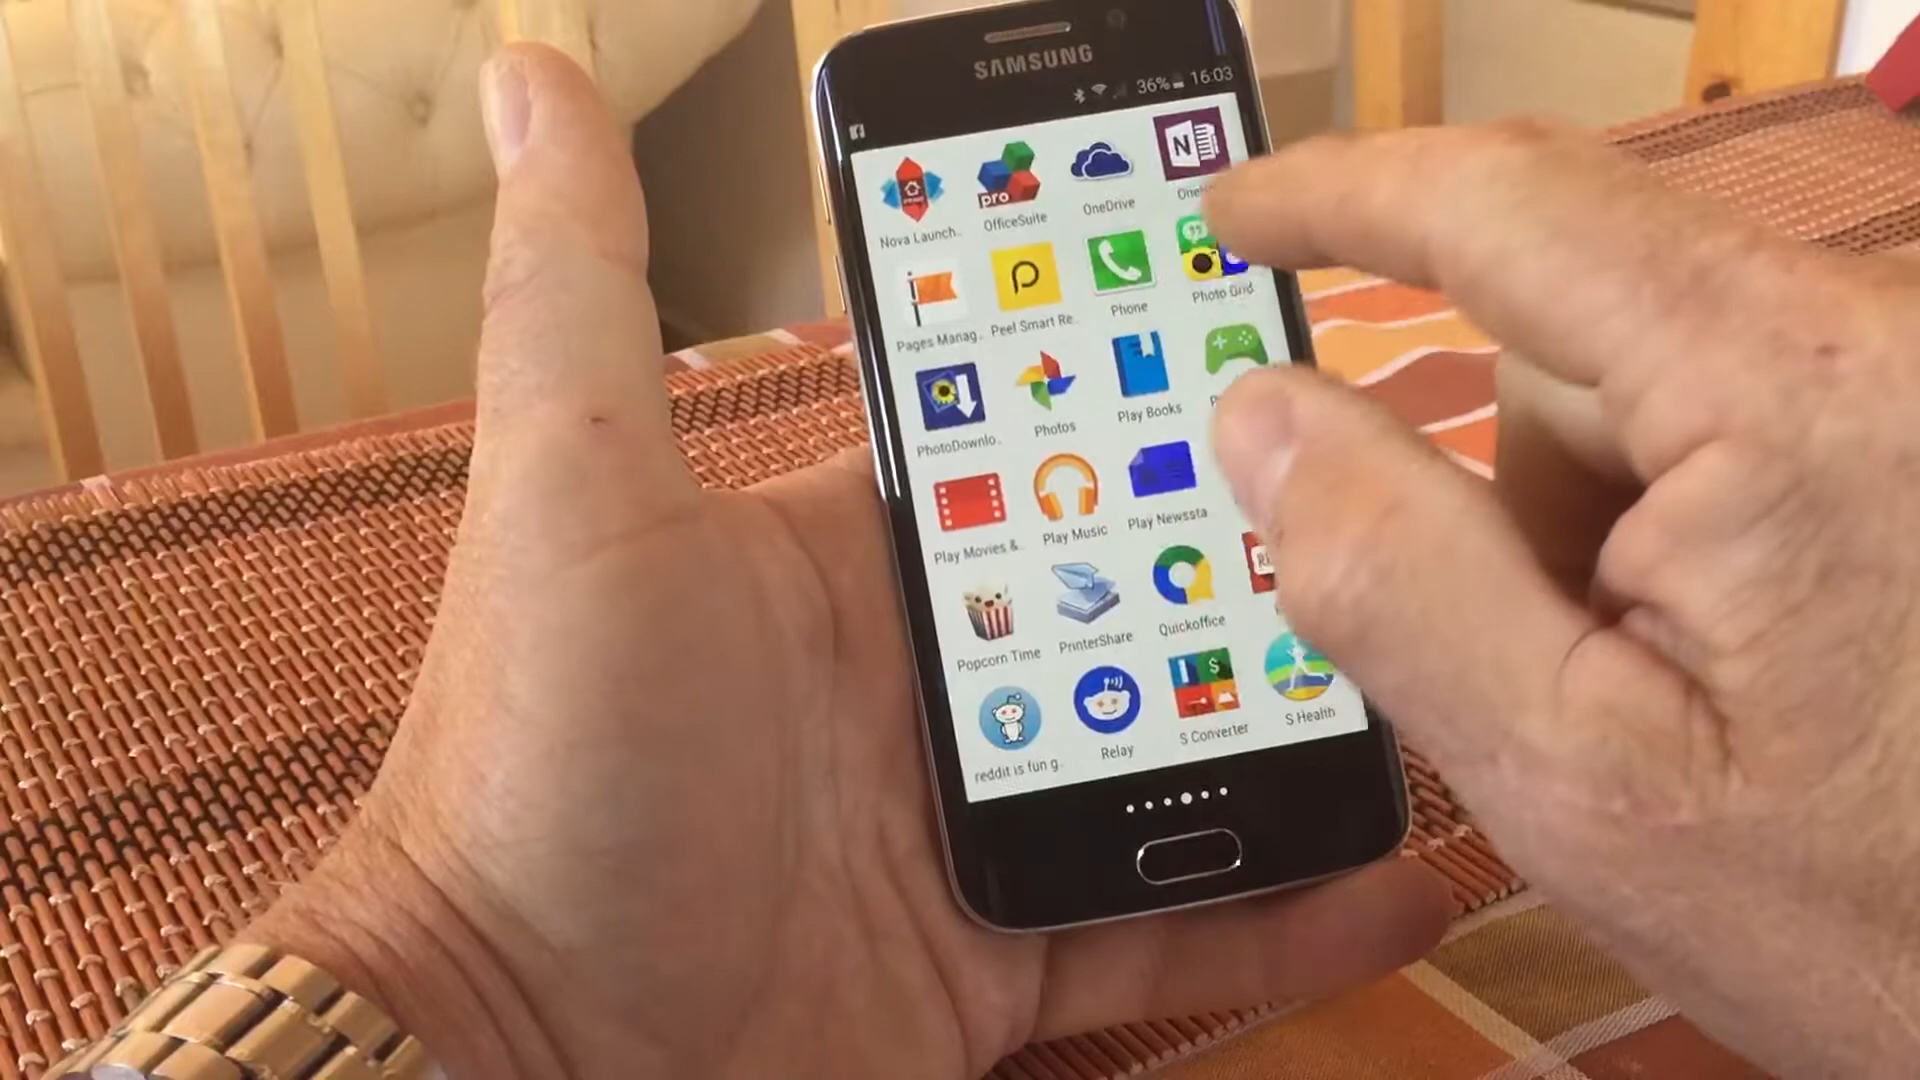 SAMSUNG
36% 16:03
Nova Launch..
pro
OfficeSuite
OneDrive
N
Pages Manag..
Peel Smart Re..
Phone
Photo Grid
PhotoDownlo..
Photos
Play Books
Play Movies &..
Play Music
Play Newssta
Popcorn Time
PrinterShare
Quickoffice
reddit is fun g..
Relay
S Converter
S Health